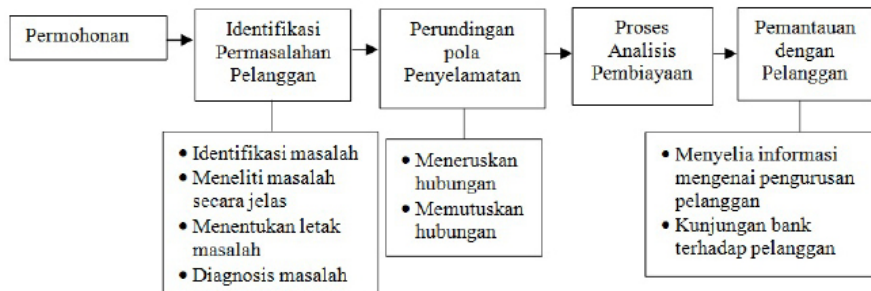 Permohonan
Identifikasi
Permasalahan
Pelanggan
Perundingan
pola
Penyelamatan
Proses
Analisis
Pembiayaan
Pemantauan
dengan
Pelanggan
• Identifikasi masalah
• Meneliti masalah
secara jelas
• Menentukan letak
masalah
• Diagnosis masalah
• Meneruskan
hubungan
• Memutuskan
hubungan
• Menyelia informasi
mengenai pengurusan
pelanggan
• Kunjungan bank
terhadap pelanggan